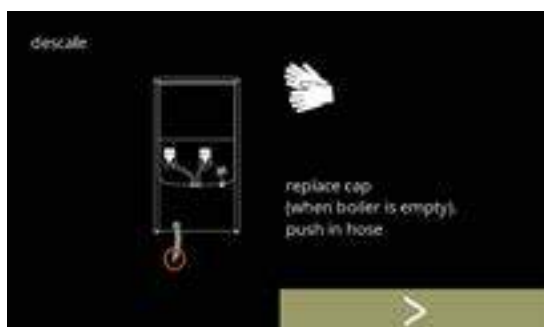 descale
replace cap
(when boiler is empty),
push in hose